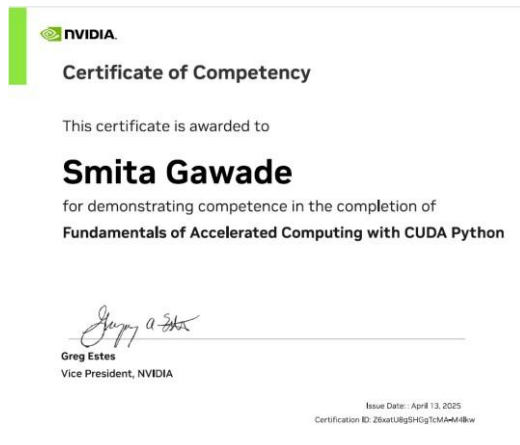 NVIDIA.
Certificate of Competency
This certificate is awarded to
Smita Gawade
for demonstrating competence in the completion of
Fundamentals of Accelerated Computing with CUDA Python
Greg Estes
Vice President, NVIDIA
Issue Date: : April 13, 2025
Certification ID: